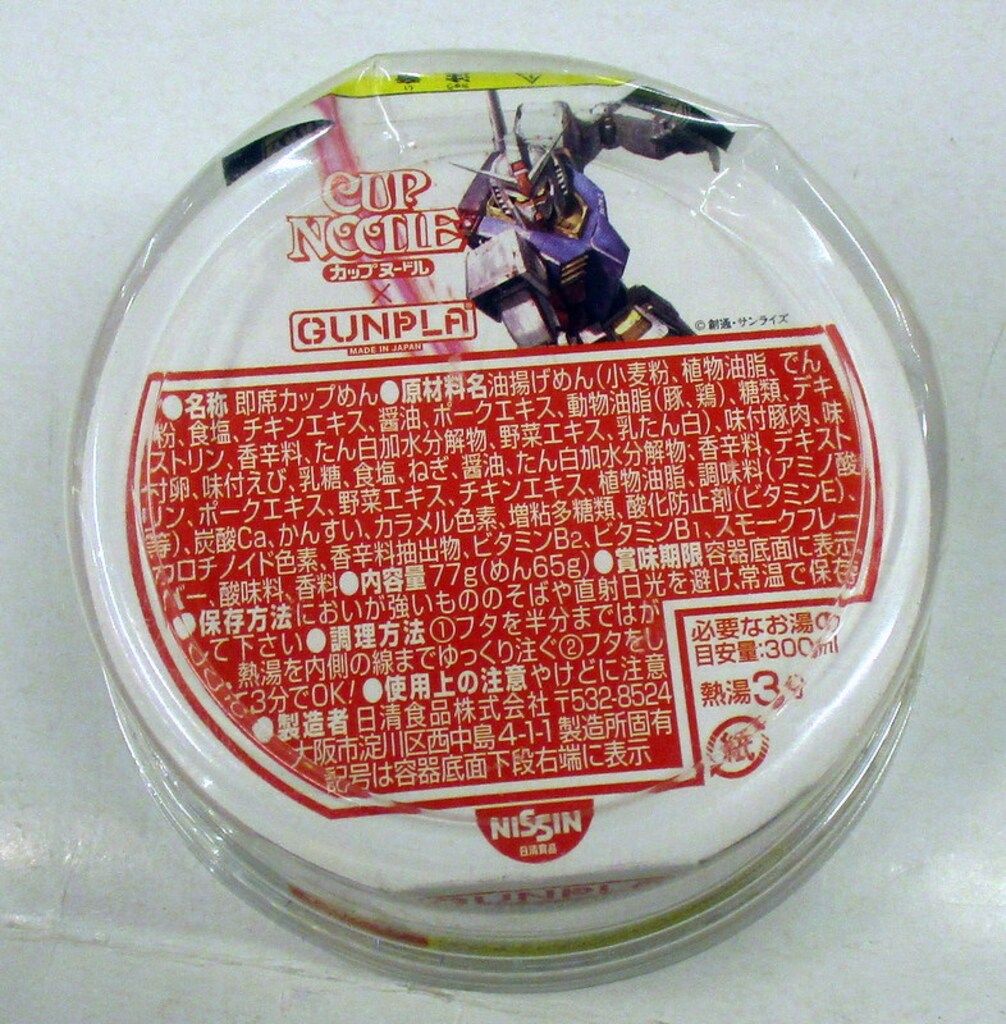 CUP
NOODLE
カップヌードル
×
GUNPLA
MADE IN JAPAN
©創通・サンライズ
●名称 即席カップめん●原材料名油揚げめん(小麦粉、植物油脂、でん
粉、食塩、チキンエキス、醤油、ポークエキス、動物油脂(豚、鶏)、糖類、デキ
ストリン、香辛料、たん白加水分解物、野菜エキス、乳たん白)、味付豚肉、味
付卵、味付えび、乳糖、食塩、ねぎ、醤油、たん白加水分解物、香辛料、デキスト
リン、ポークエキス、野菜エキス、チキンエキス、植物油脂、調味料(アミノ酸
等)、炭酸Ca、かんすい、カラメル色素、増粘多糖類、酸化防止剤(ビタミンE)、
カロチノイド色素、香辛料抽出物、ビタミンB2、ビタミンB1、スモークフレー
バー、酸味料、香料●内容量77g(めん65g)●賞味期限 容器底面に表示
●保存方法 においが強いもののそばや直射日光を避け、常温で保存
して下さい●調理方法①フタを半分まではが
し熱湯を内側の線までゆっくり注ぐ②フタをし
3分でOK!●使用上の注意 やけどに注意
●製造者 日清食品株式会社 〒532-8524
大阪市淀川区西中島4-1-1 製造所固有
記号は容器底面下段右端に表示
必要なお湯の
目安量:300ml
熱湯3分
紙
NISSIN
日清食品
GUNPLA